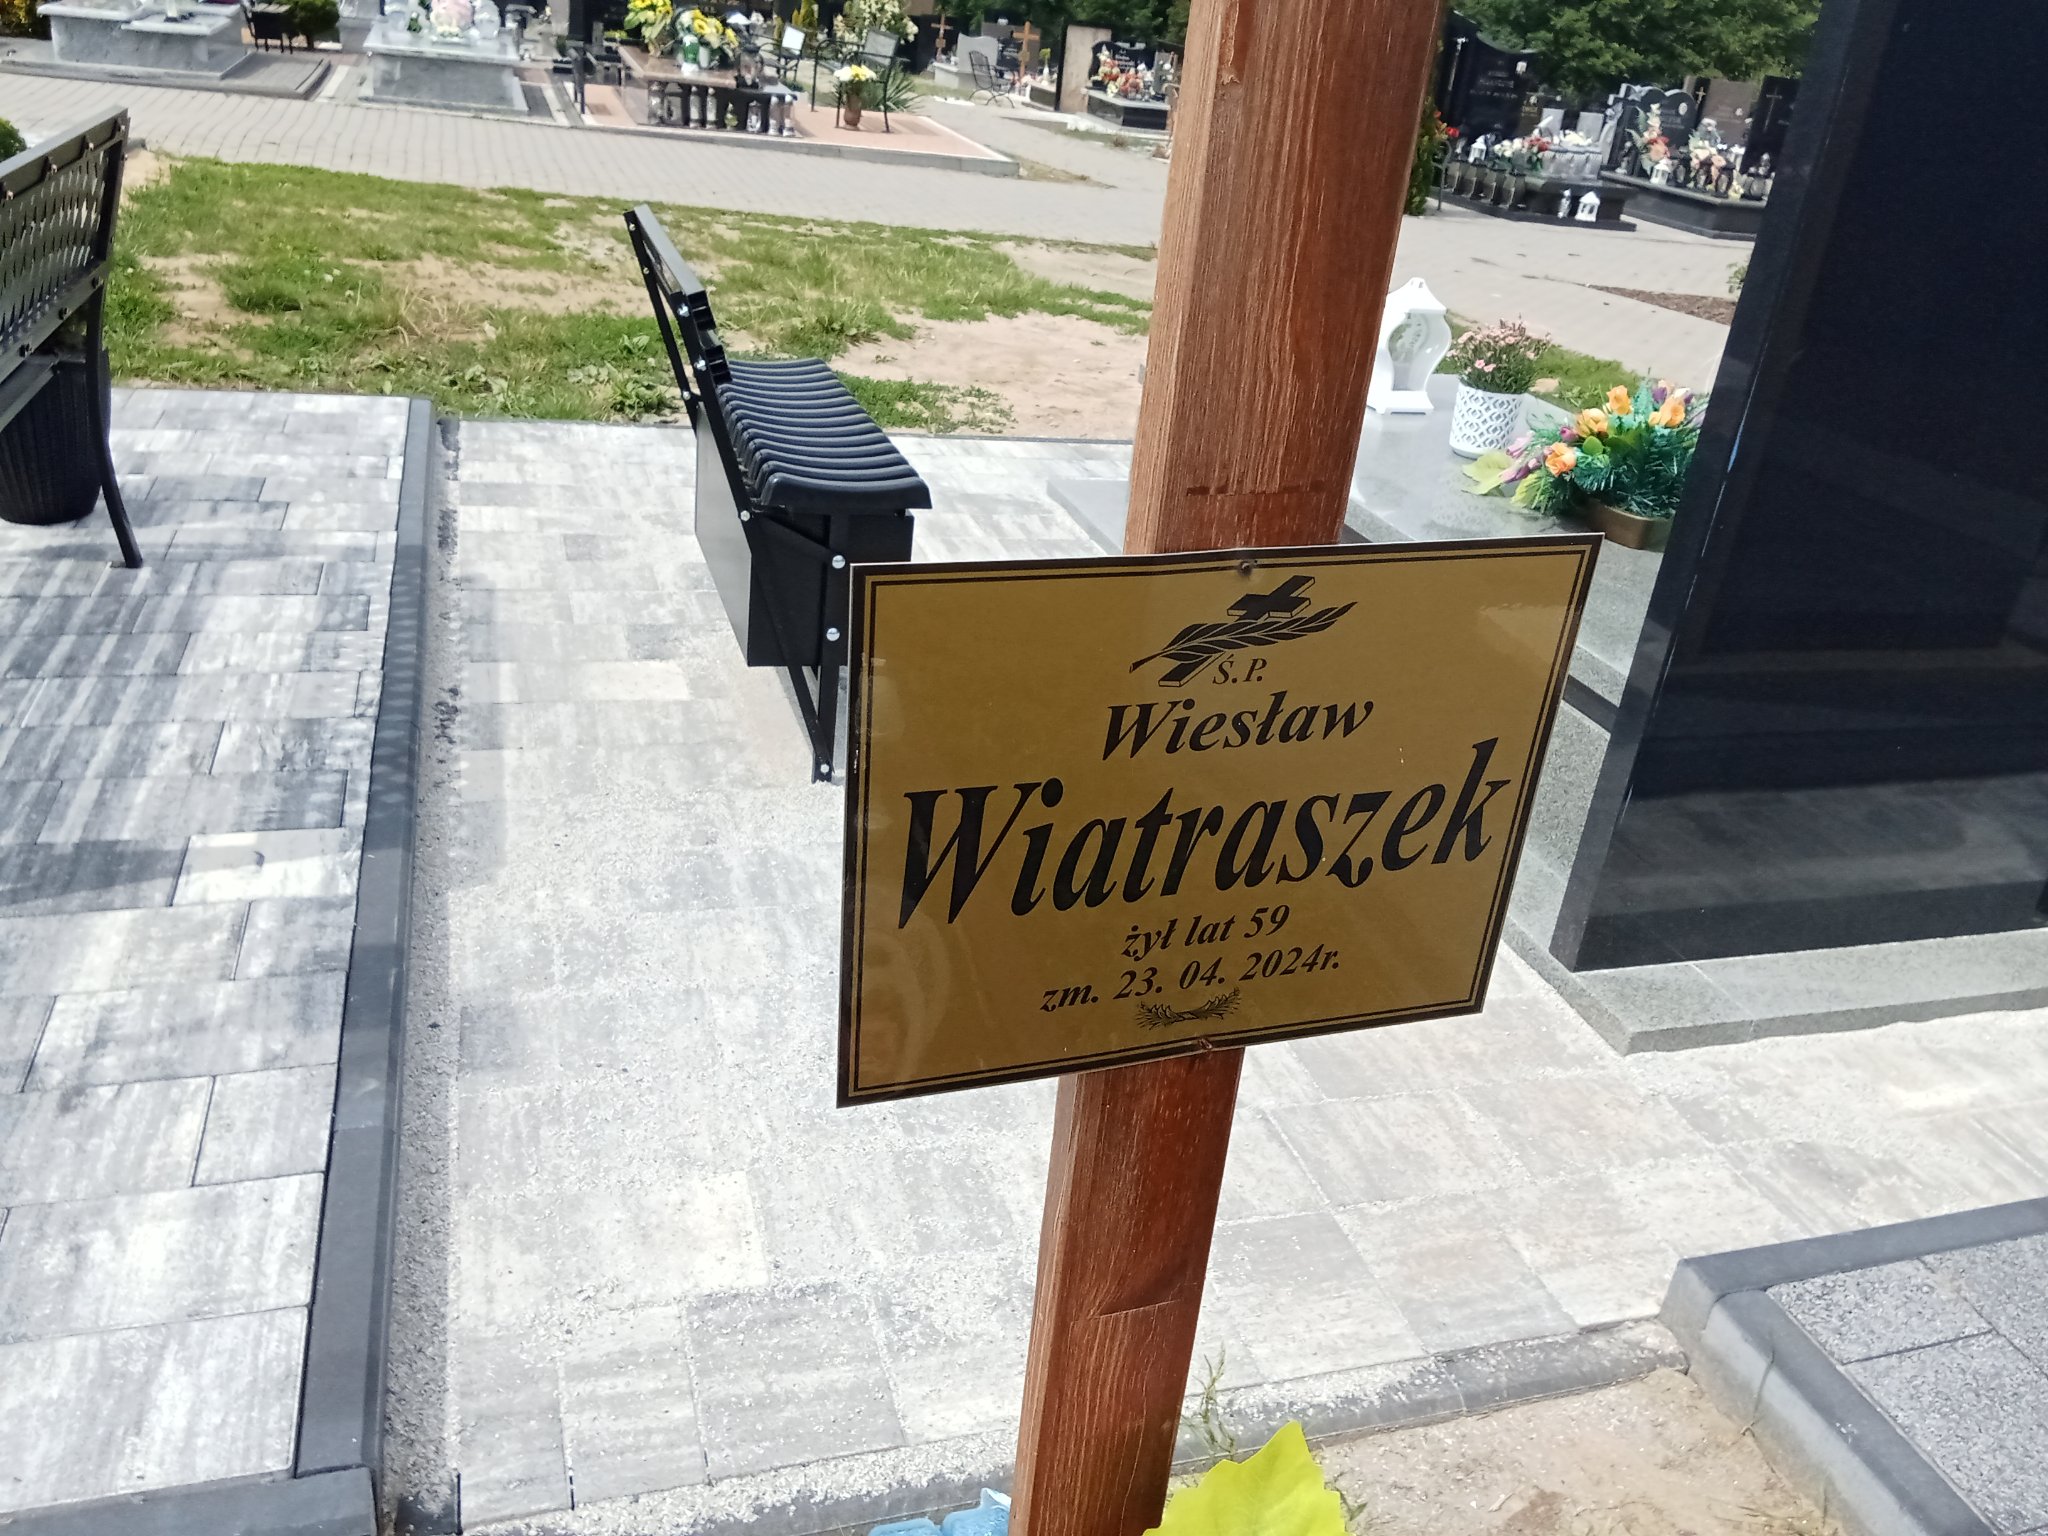 Ś. P.
Wiesław
Wiatraszek
żył lat 59
zm. 23. 04. 2024r.